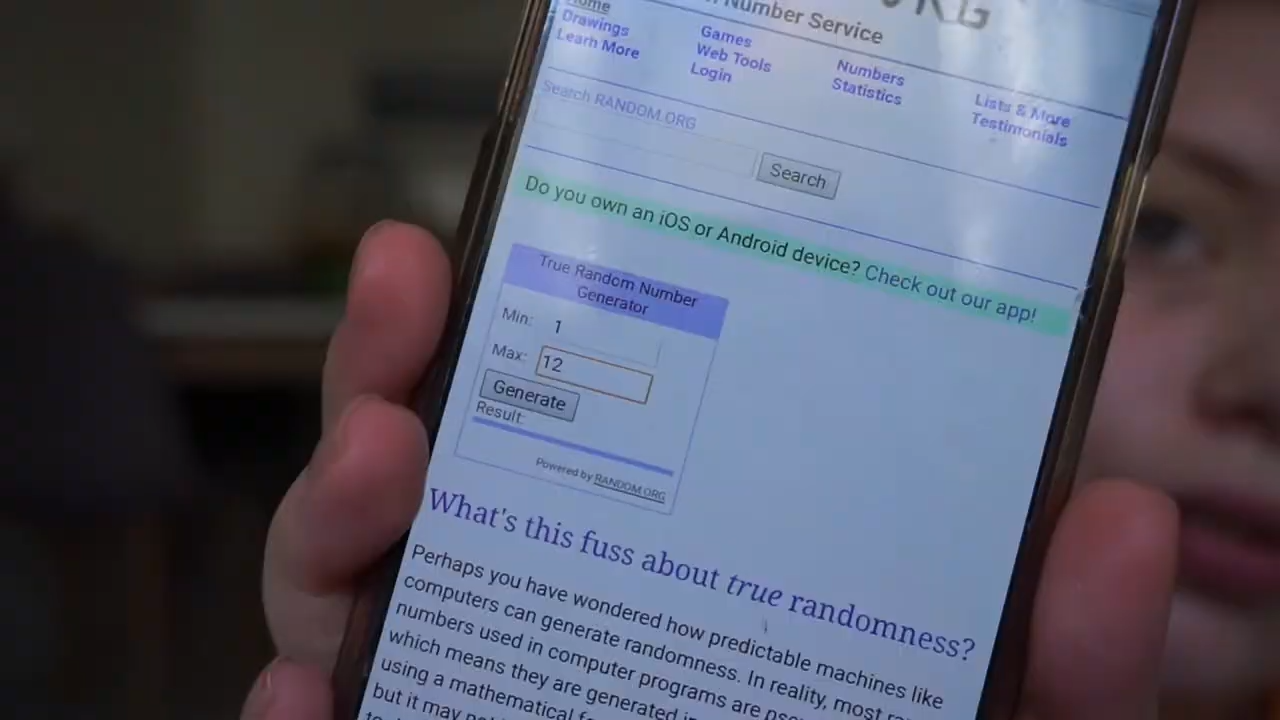 Home
Number Service
Drawings
Games
Numbers
Lists & More
Learn More
Web Tools
Statistics
Testimonials
Login
Search RANDOM.ORG
Search
Do you own an iOS or Android device? Check out our app!
True Random Number
Generator
Min: 1
Max: 12
Generate
Result:
Powered by RANDOM.ORG
What's this fuss about true randomness?
Perhaps you have wondered how predictable machines like
computers can generate randomness. In reality, most
numbers used in computer programs are
which means they are generated
using a mathematical
but it may